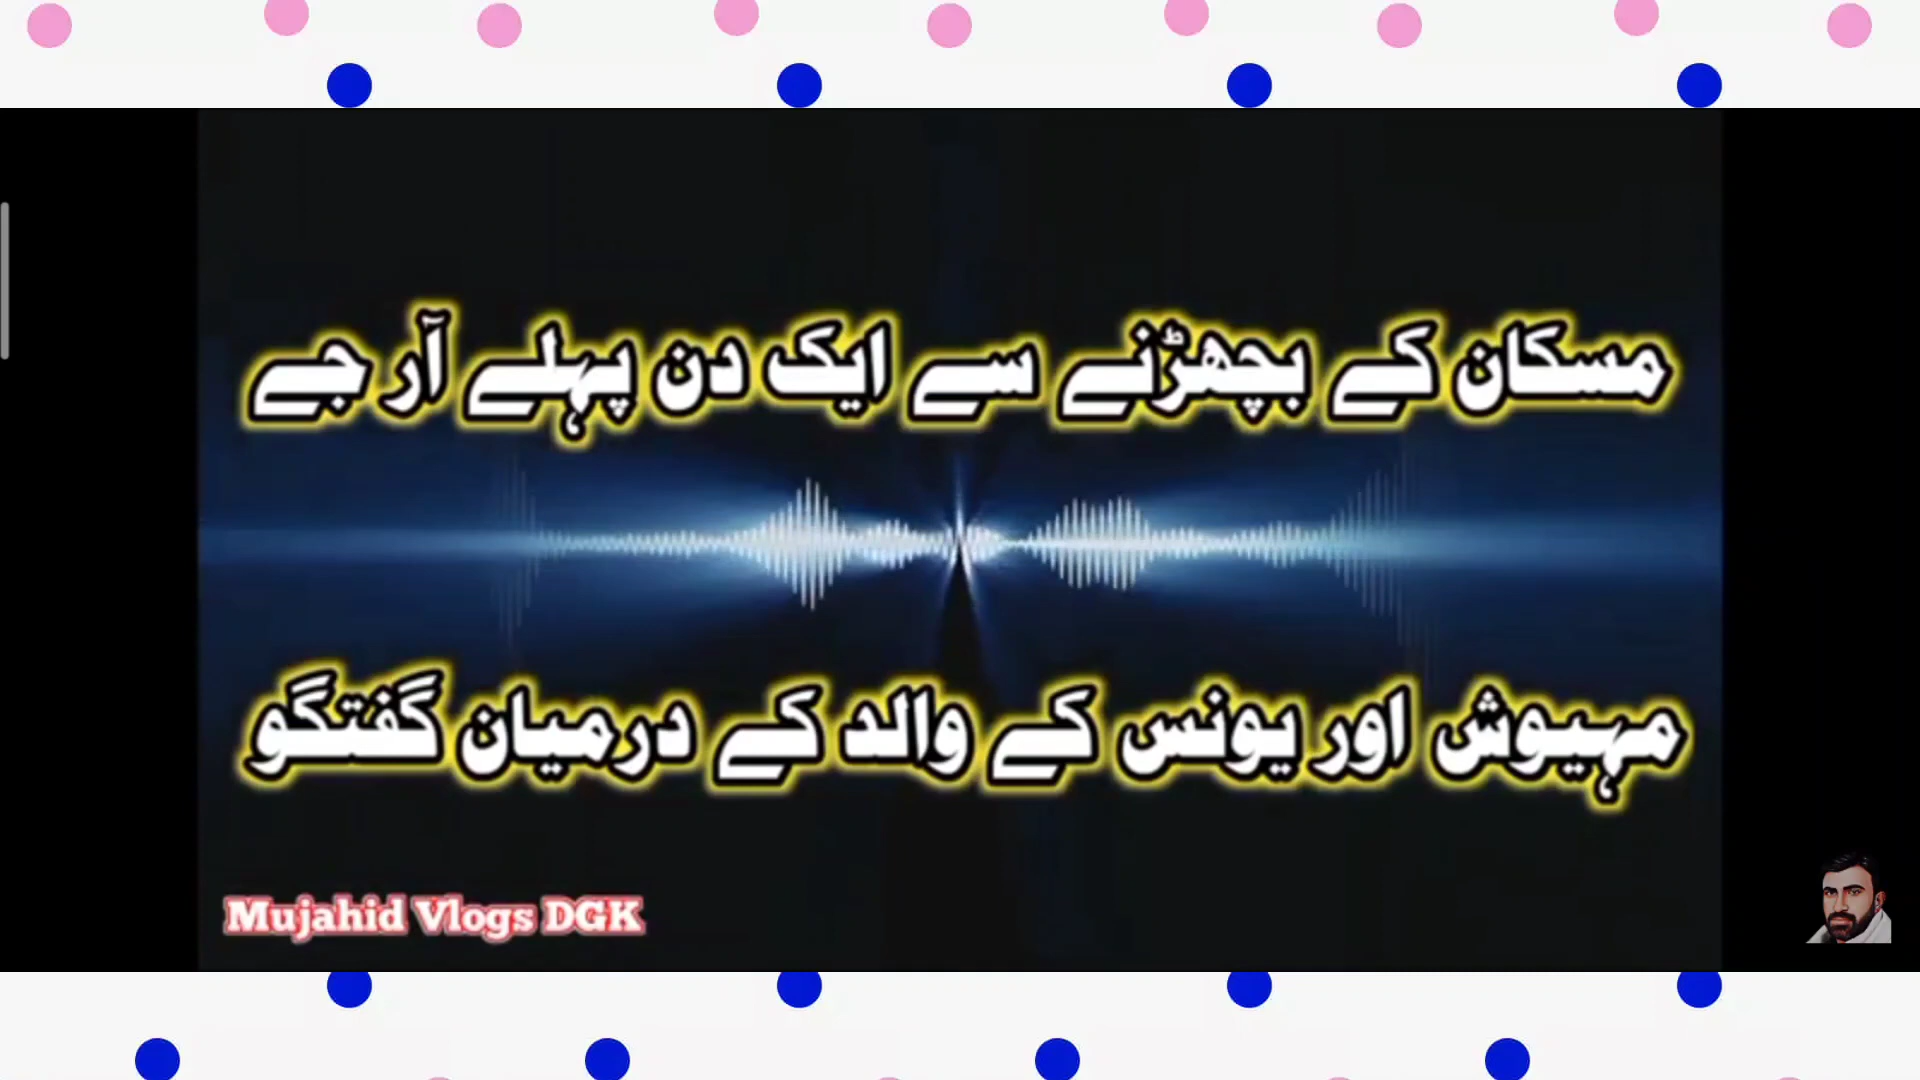 مسکان کے بچھڑنے سے ایک دن پہلے آر جے
مہیوش اور یونس کے والد کے درمیان گفتگو
Mujahid Vlogs DGK